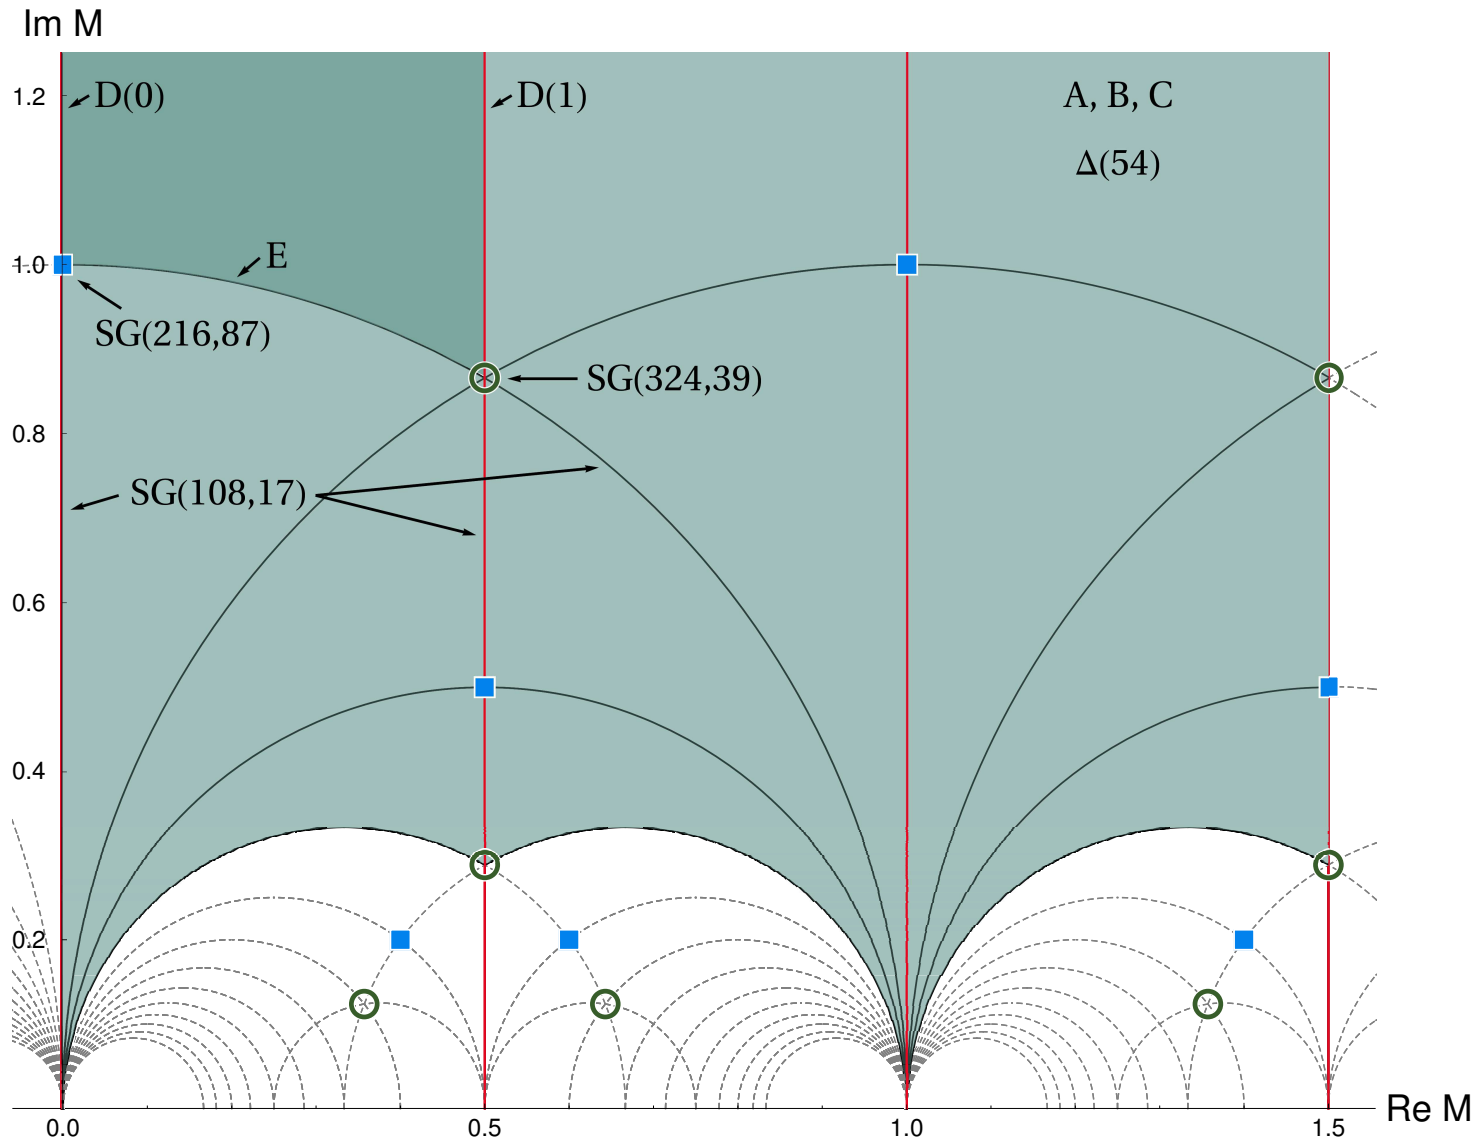 Im M
1.2
D(0)
D(1)
A, B, C
Δ(54)
E
1.0
SG(216,87)
SG(324,39)
0.8
SG(108,17)
0.6
0.4
0.2
Re M
0.0
0.5
1.0
1.5